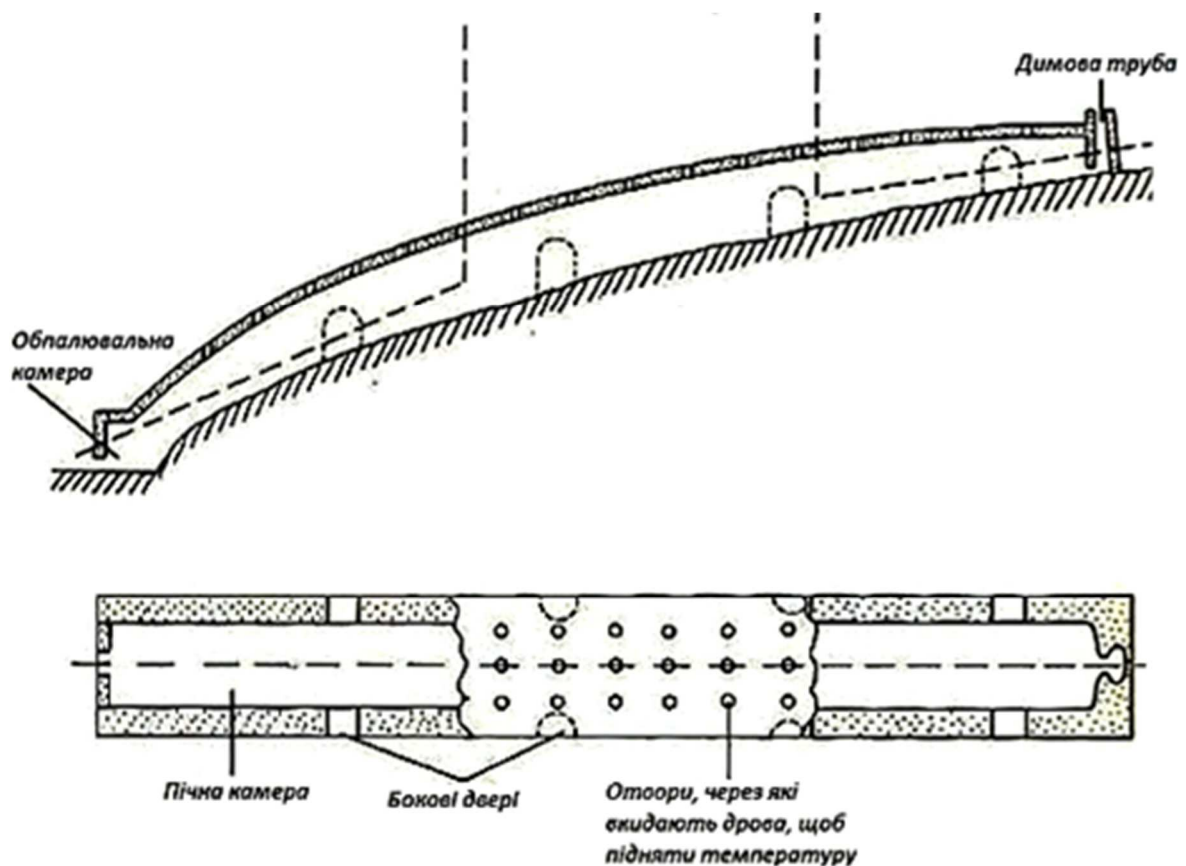 Димова труба
Обпалювальна
камера
Пічна камера
Бокові двері
Отвори, через які
вкидають дрова, щоб
підняти температуру